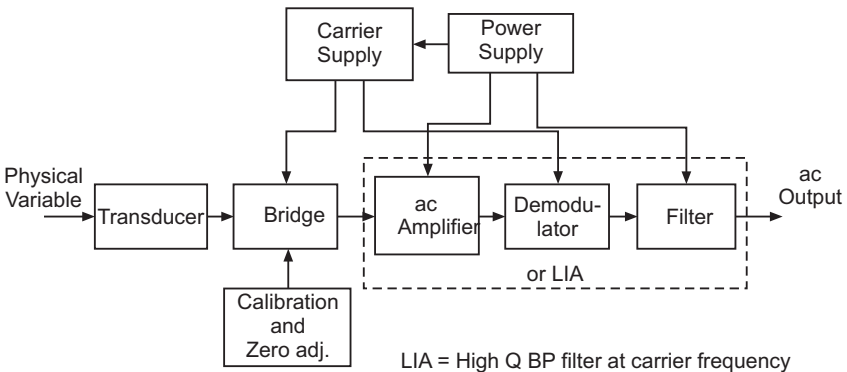 Carrier
Supply
Power
Supply
Physical
Variable
Transducer
Bridge
ac
Amplifier
Demodu-
lator
Filter
ac
Output
or LIA
Calibration
and
Zero adj.
LIA = High Q BP filter at carrier frequency